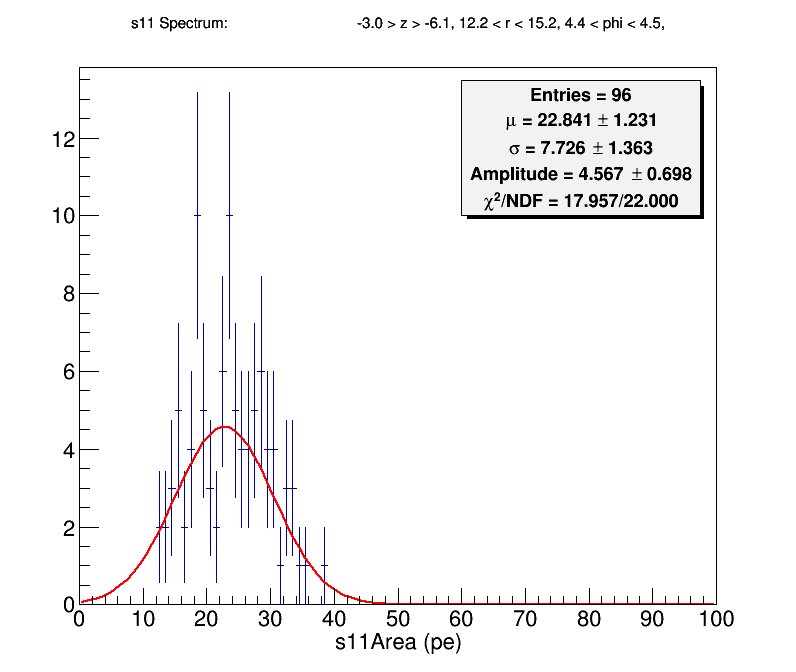 s11 Spectrum: -3.0 > z > -6.1, 12.2 < r < 15.2, 4.4 < phi < 4.5,
Entries = 96
μ = 22.841 ± 1.231
σ = 7.726 ± 1.363
Amplitude = 4.567 ± 0.698
χ²/NDF = 17.957/22.000
12
10
8
6
4
2
0
0 10 20 30 40 50 60 70 80 90 100
s11Area (pe)